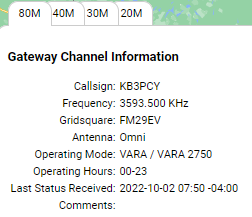 80M 40M 30M 20M
Gateway Channel Information
Callsign: KB3PCY
Frequency: 3593.500 KHz
Gridsquare: FM29EV
Antenna: Omni
Operating Mode: VARA / VARA 2750
Operating Hours: 00-23
Last Status Received: 2022-10-02 07:50 -04:00
Comments: